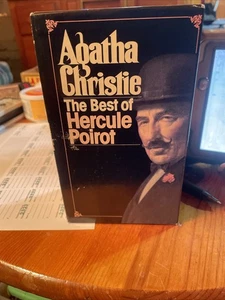 Agatha
Christie
The Best of
Hercule
Poirot